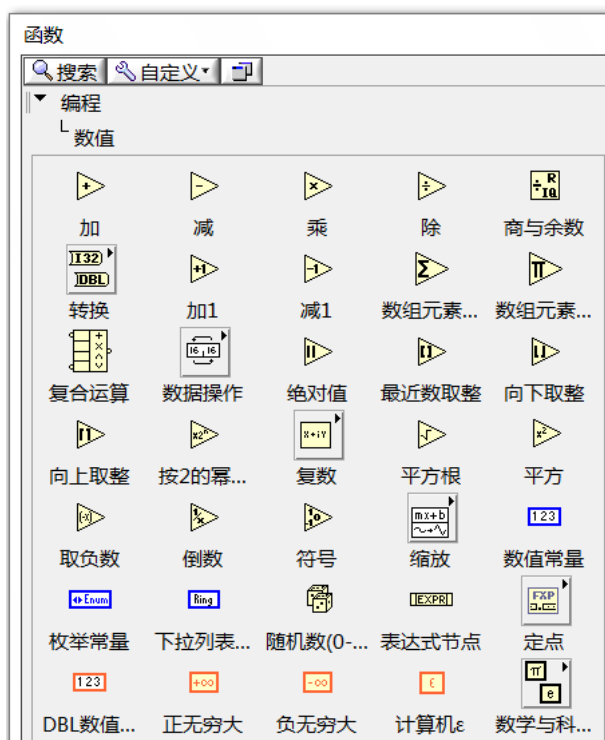 函数
搜索 自定义
编程
数值
加 减 乘 除 商与余数
转换 加1 减1 数组元素... 数组元素...
复合运算 数据操作 绝对值 最近数取整 向下取整
向上取整 按2的幂... 复数 平方根 平方
取负数 倒数 符号 缩放 数值常量
枚举常量 下拉列表... 随机数(0-... 表达式节点 定点
DBL数值... 正无穷大 负无穷大 计算机ε 数学与科...